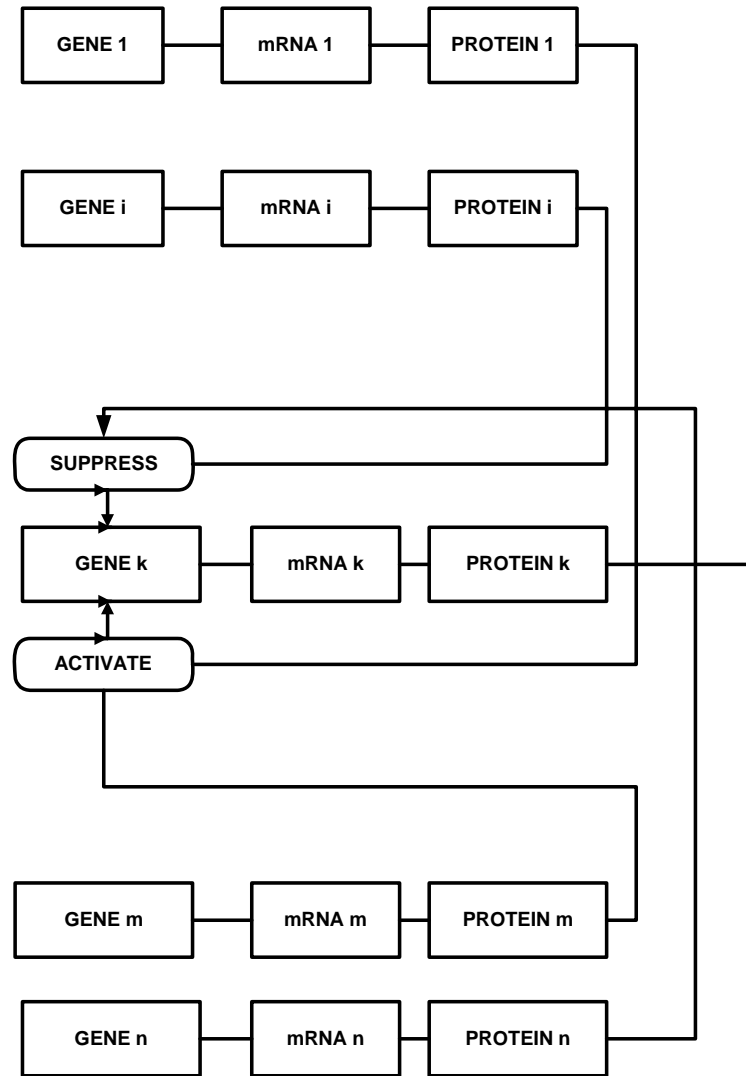 GENE 1 mRNA 1 PROTEIN 1
GENE i mRNA i PROTEIN i
SUPPRESS
GENE k mRNA k PROTEIN k
ACTIVATE
GENE m mRNA m PROTEIN m
GENE n mRNA n PROTEIN n